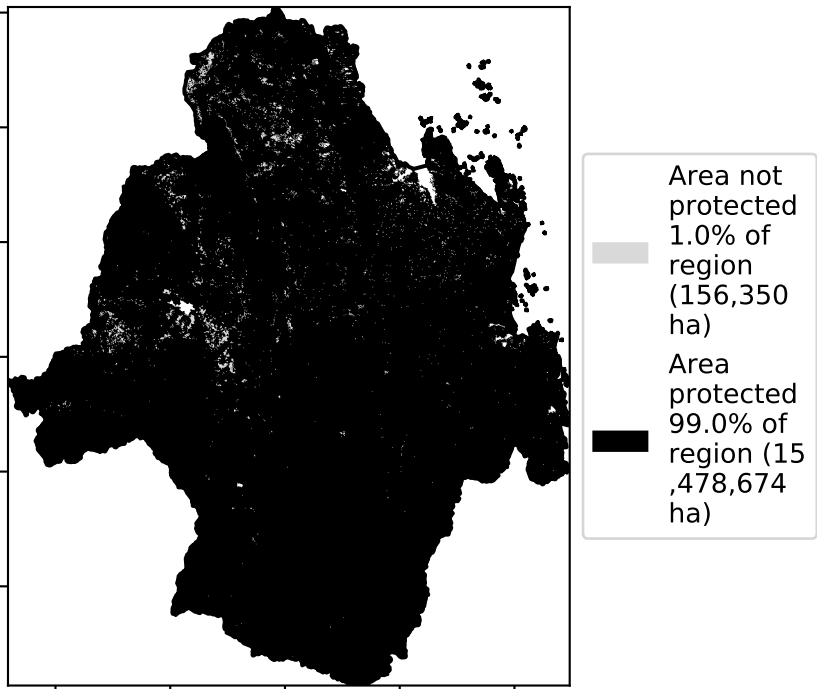 Area not
protected
1.0% of
region
(156,350
ha)
Area
protected
99.0% of
region (15
,478,674
ha)